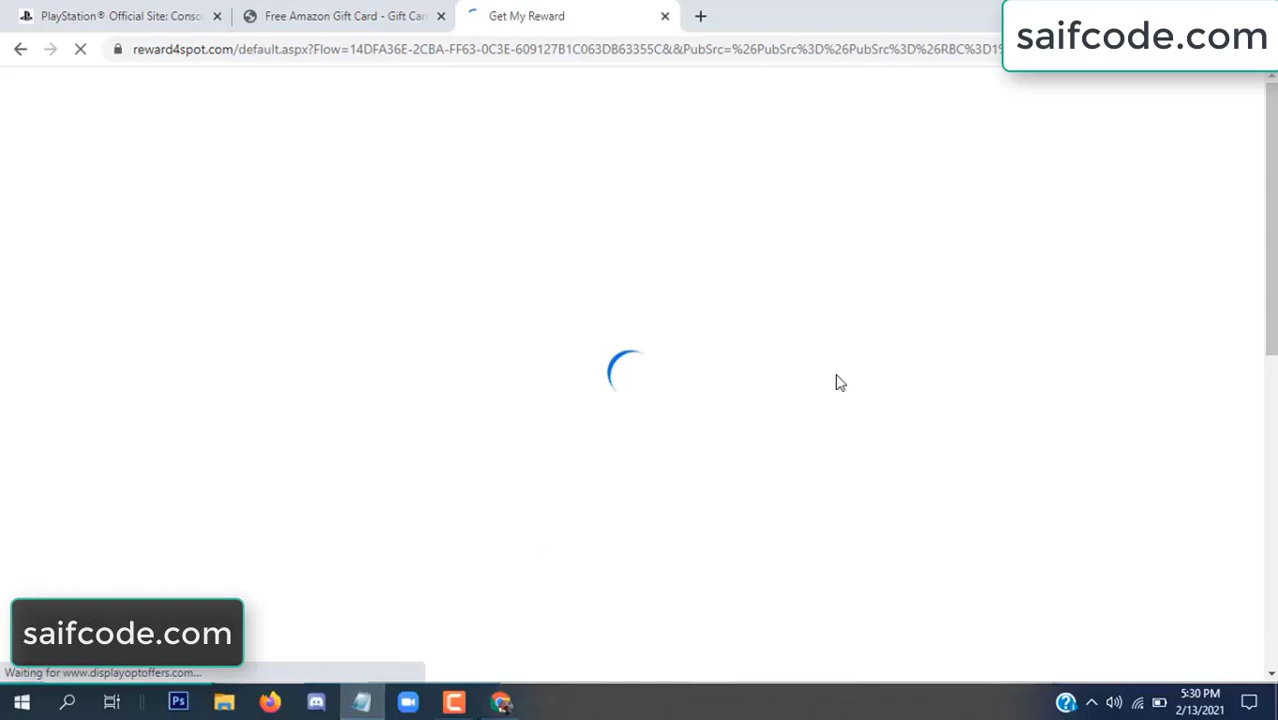 PlayStation® Official Site: Conso
Free Amazon Gift Card - Gift Car
Get My Reward
saifcode.com
reward4spot.com/default.aspx?Flow=14DFA36E-2CBA-FF63-0C3E-609127B1C063DB63355C&&PubSrc=%26PubSrc%3D%26PubSrc%3D%26RBC%3D1%
saifcode.com
Waiting for www.displayoptoffers.com...
Ps
5:30 PM
2/13/2021